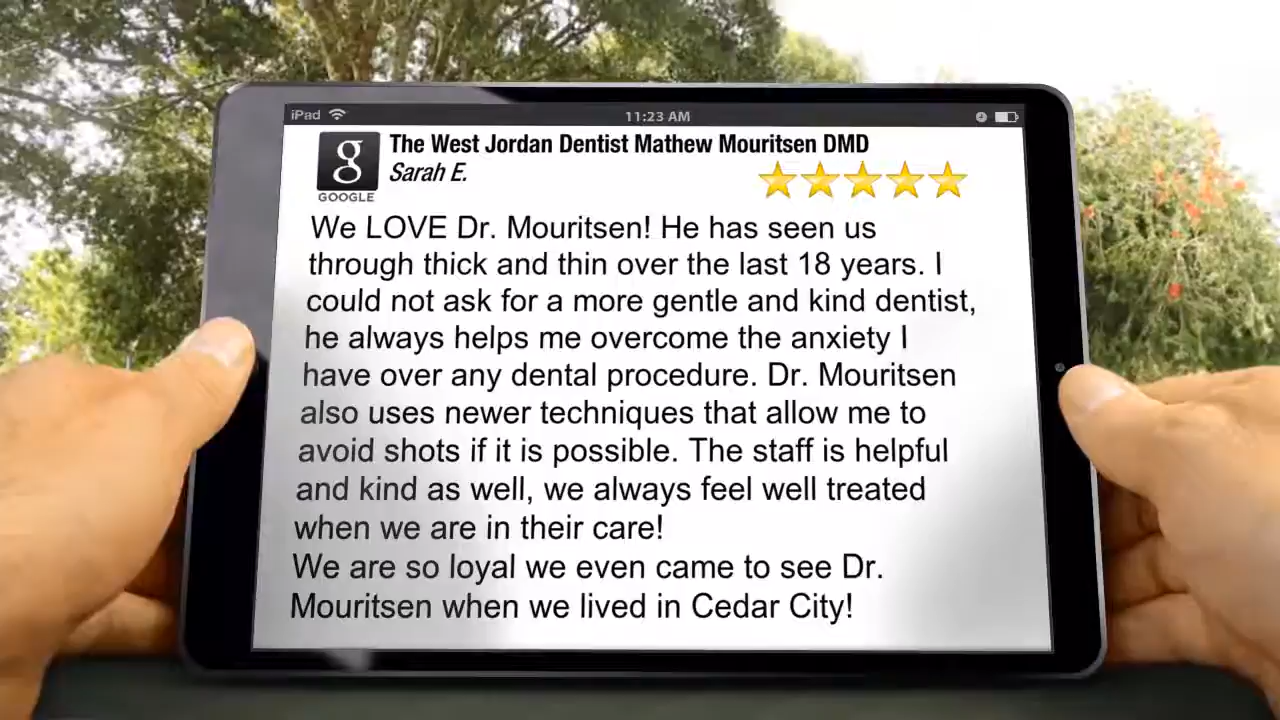 iPad 11:23 AM
g
GOOGLE
The West Jordan Dentist Mathew Mouritsen DMD
Sarah E.
We LOVE Dr. Mouritsen! He has seen us
through thick and thin over the last 18 years. I
could not ask for a more gentle and kind dentist,
he always helps me overcome the anxiety I
have over any dental procedure. Dr. Mouritsen
also uses newer techniques that allow me to
avoid shots if it is possible. The staff is helpful
and kind as well, we always feel well treated
when we are in their care!
We are so loyal we even came to see Dr.
Mouritsen when we lived in Cedar City!